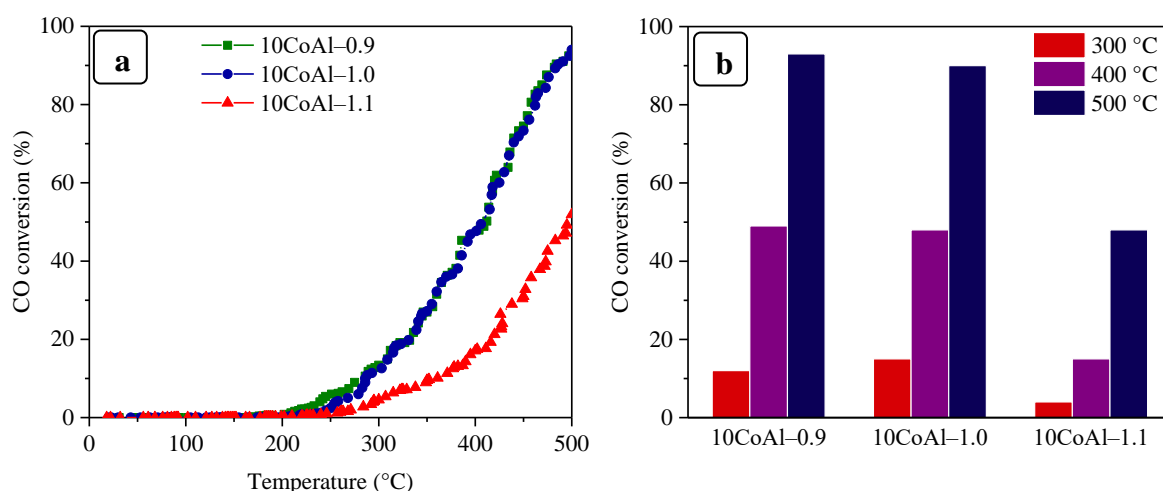 a
10CoAl–0.9
10CoAl–1.0
10CoAl–1.1
CO conversion (%)
100
80
60
40
20
0
0
100
200
300
400
500
Temperature (°C)
b
300 °C
400 °C
500 °C
CO conversion (%)
100
80
60
40
20
0
10CoAl–0.9
10CoAl–1.0
10CoAl–1.1